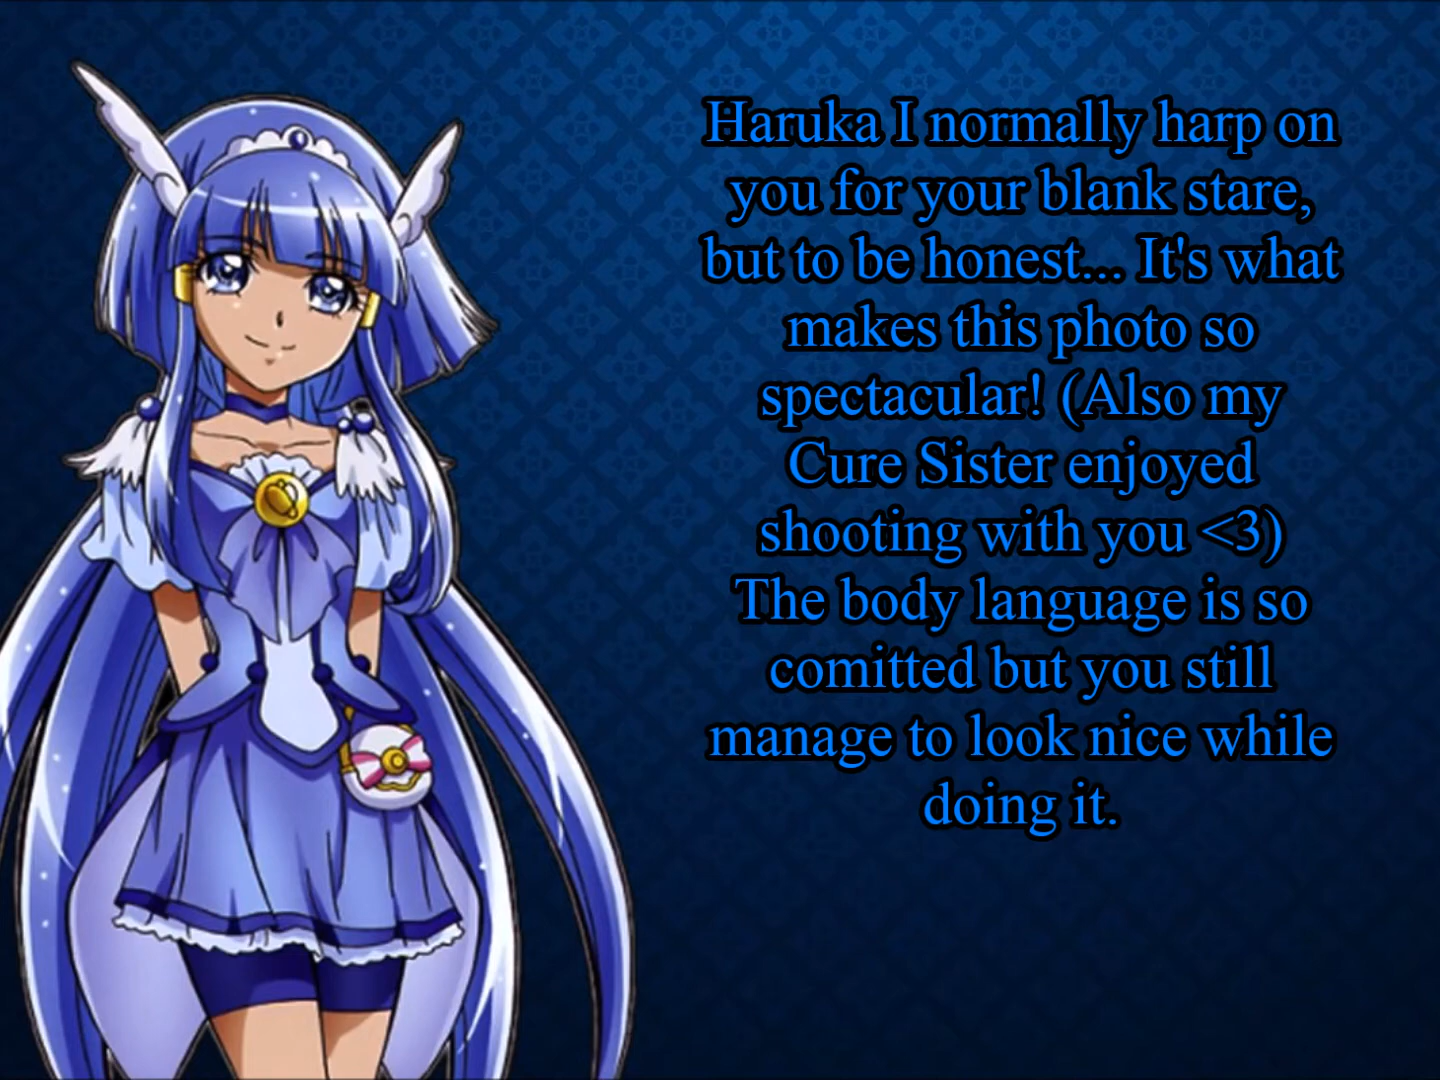 Haruka I normally harp on
you for your blank stare,
but to be honest... It's what
makes this photo so
spectacular! (Also my
Cure Sister enjoyed
shooting with you <3)
The body language is so
comitted but you still
manage to look nice while
doing it.